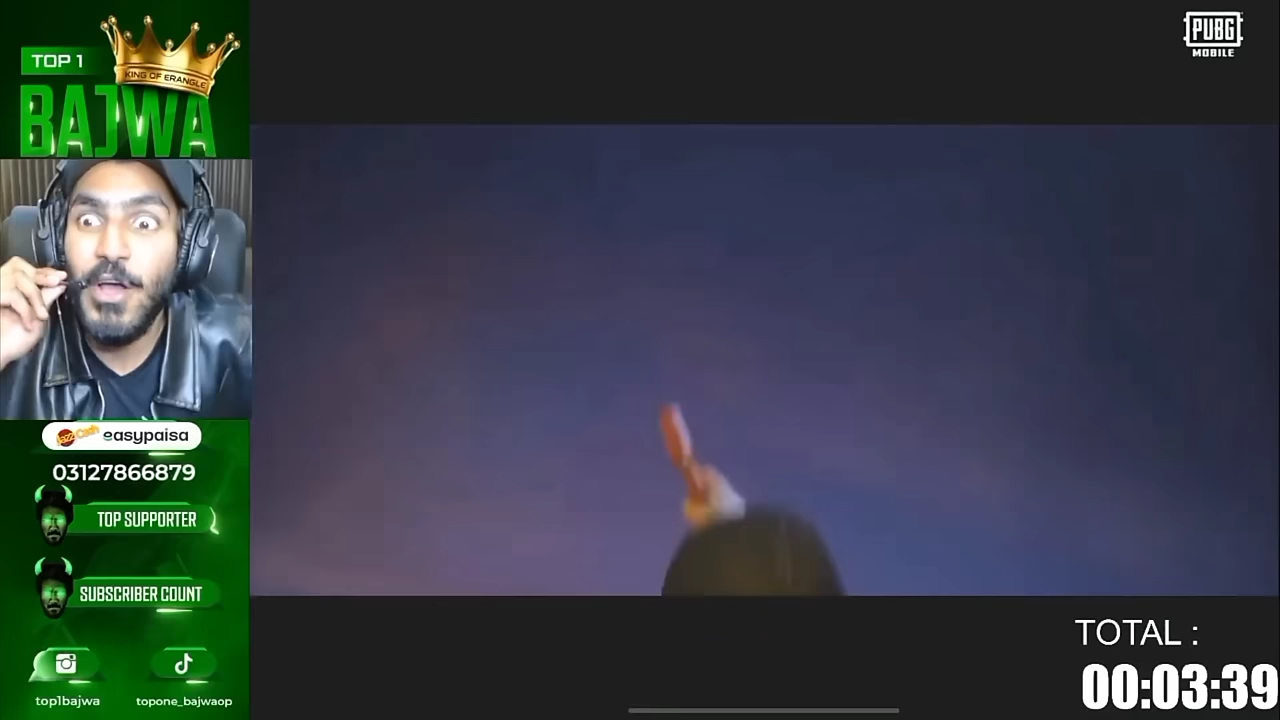 TOP 1
KING OF ERANGLE
BAJWA
JazzCash easypaisa
03127866879
TOP SUPPORTER
SUBSCRIBER COUNT
top1bajwa
topone_bajwaop
PUBG
MOBILE
TOTAL :
00:03:39